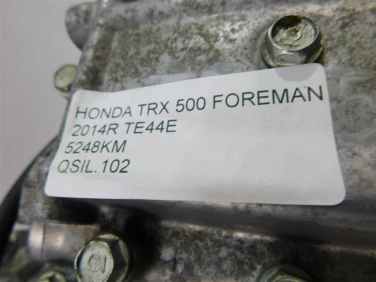 HONDA TRX 500 FOREMAN
2014R TE44E
5248KM
QSIL.102